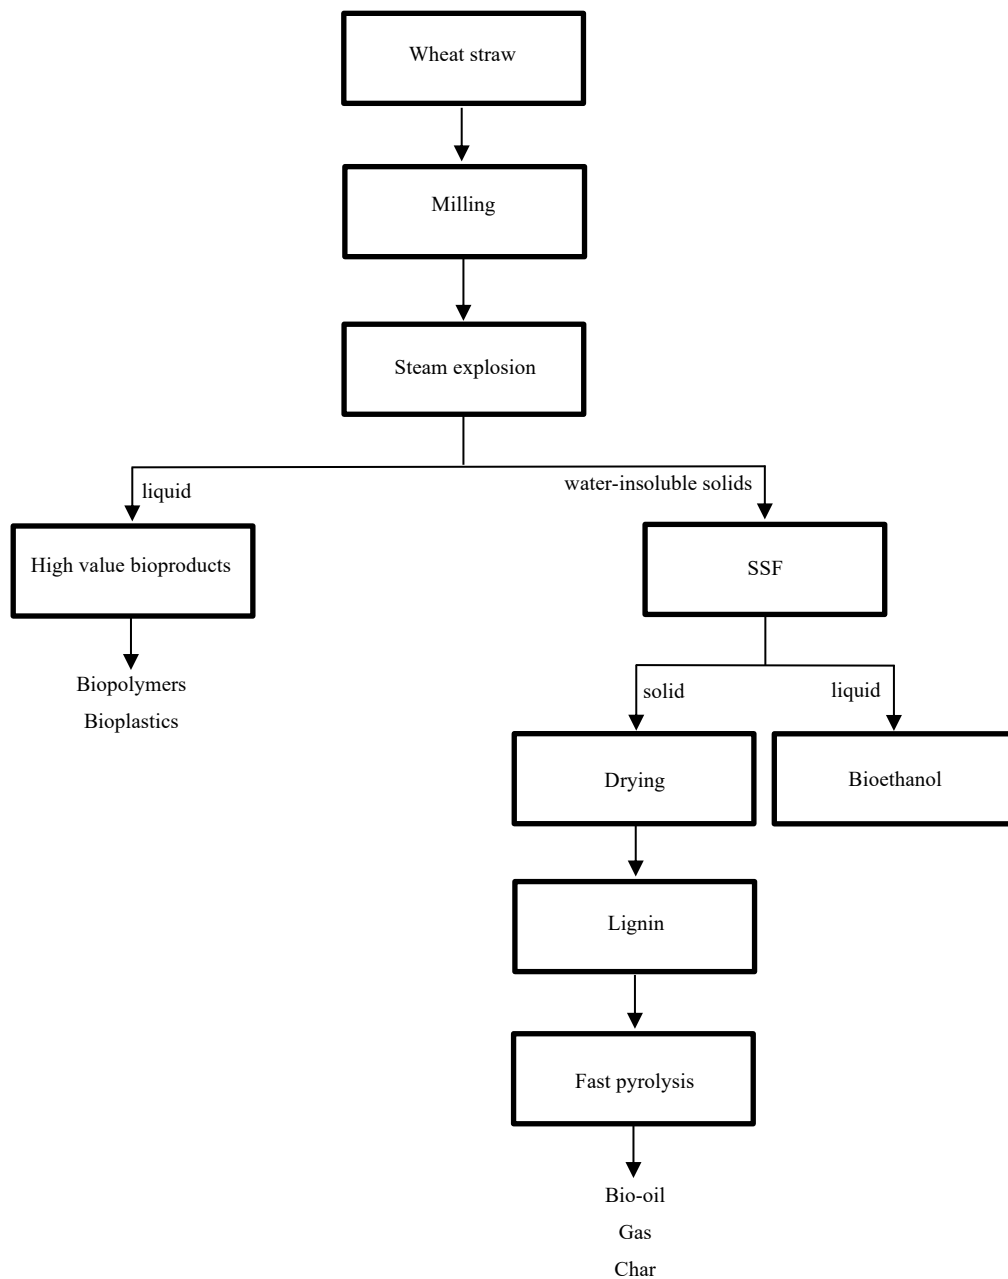 Wheat straw
Milling
Steam explosion
liquid
water-insoluble solids
High value bioproducts
SSF
Biopolymers
Bioplastics
solid
liquid
Drying
Bioethanol
Lignin
Fast pyrolysis
Bio-oil
Gas
Char